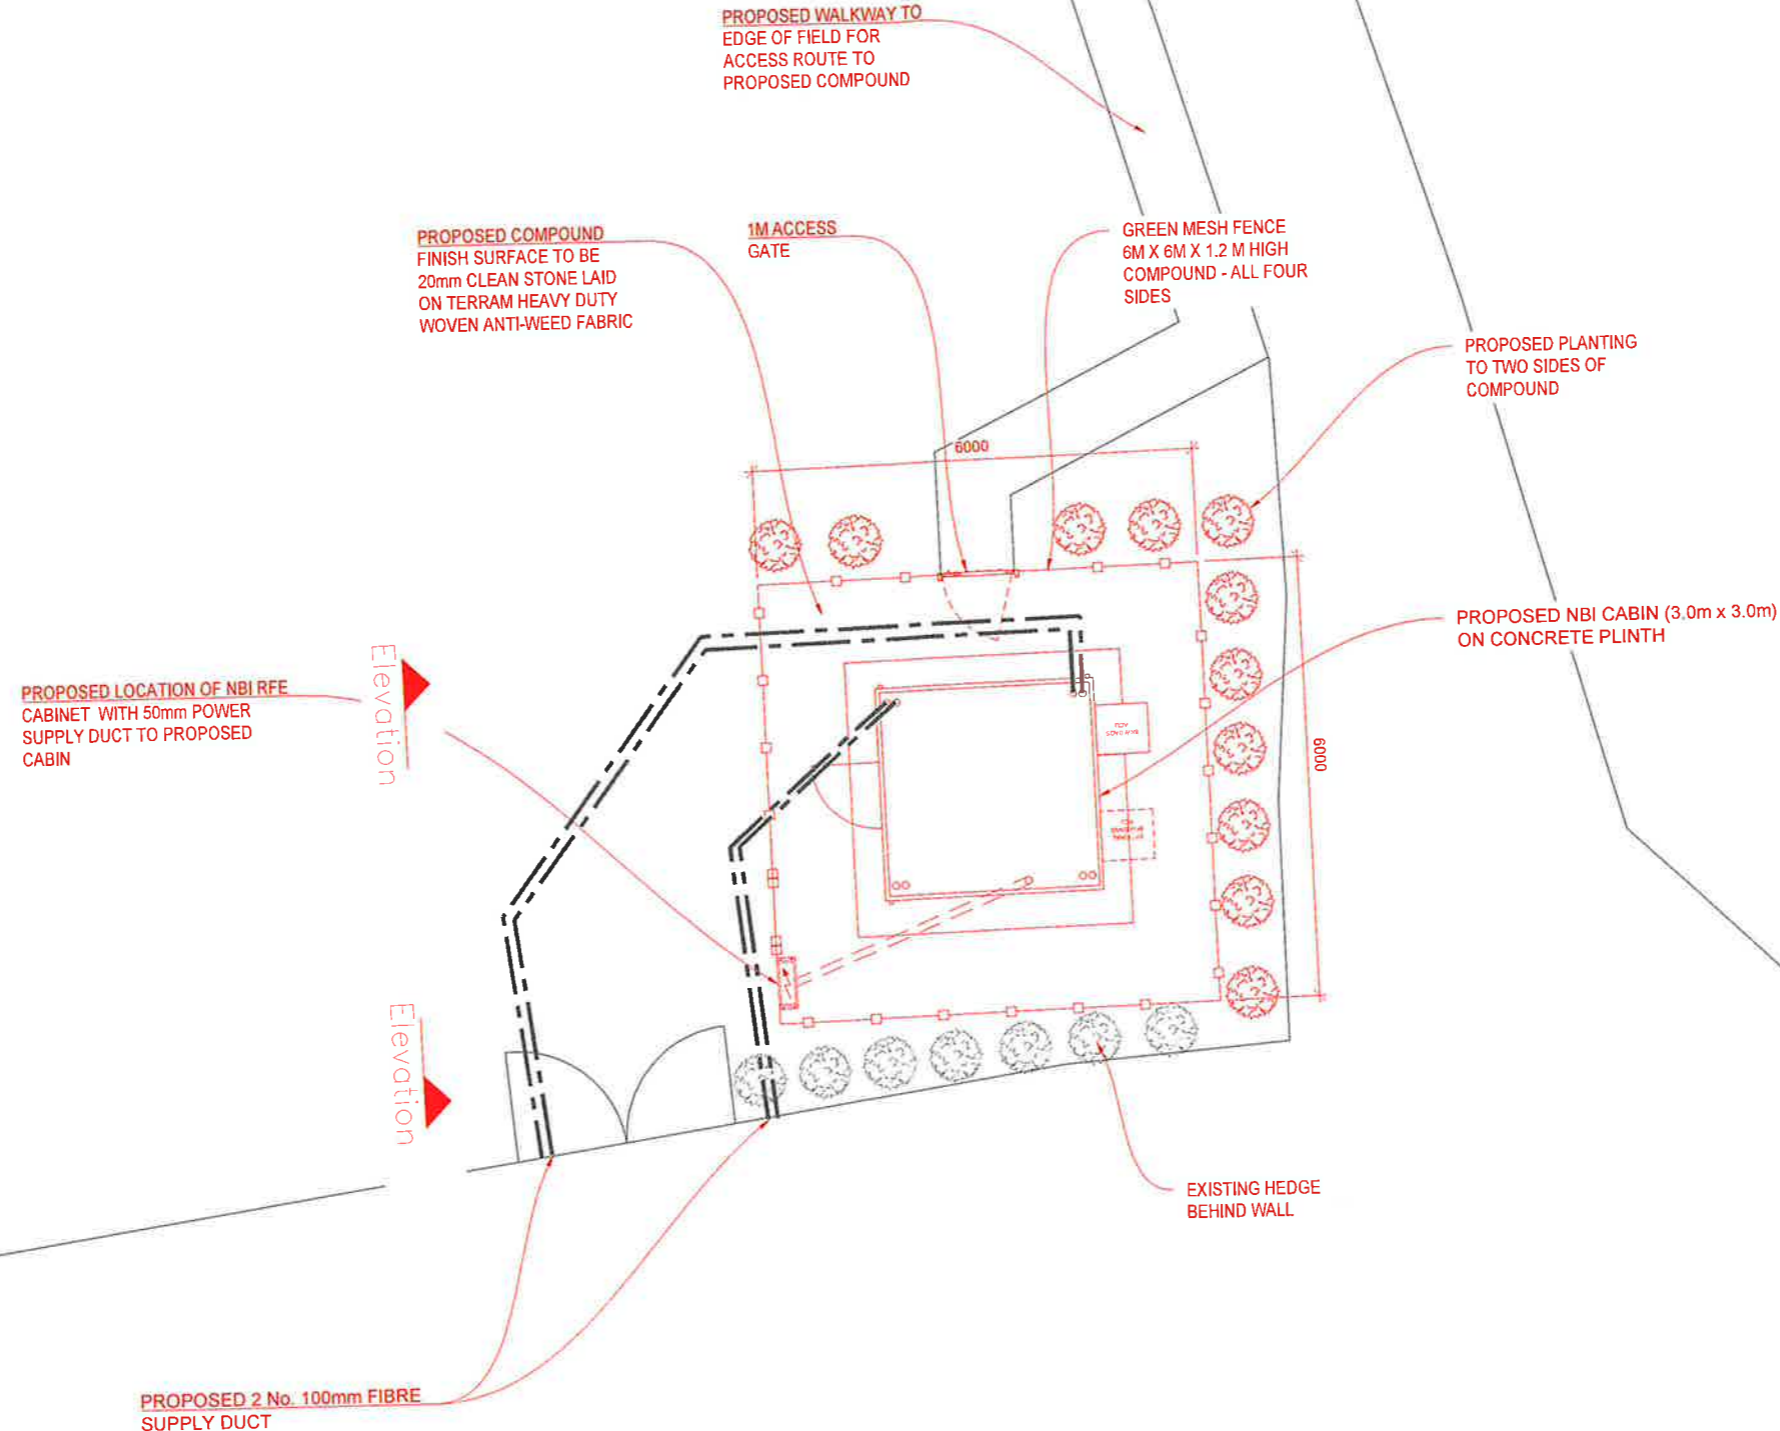 PROPOSED WALKWAY TO
EDGE OF FIELD FOR
ACCESS ROUTE TO
PROPOSED COMPOUND
PROPOSED COMPOUND
FINISH SURFACE TO BE
20mm CLEAN STONE LAID
ON TERRAM HEAVY DUTY
WOVEN ANTI-WEED FABRIC
1M ACCESS
GATE
GREEN MESH FENCE
6M X 6M X 1.2 M HIGH
COMPOUND - ALL FOUR
SIDES
PROPOSED PLANTING
TO TWO SIDES OF
COMPOUND
6000
6000
PROPOSED NBI CABIN (3.0m x 3.0m)
ON CONCRETE PLINTH
Elevation
PROPOSED LOCATION OF NBI RFE
CABINET WITH 50mm POWER
SUPPLY DUCT TO PROPOSED
CABIN
Elevation
EXISTING HEDGE
BEHIND WALL
PROPOSED 2 No. 100mm FIBRE
SUPPLY DUCT